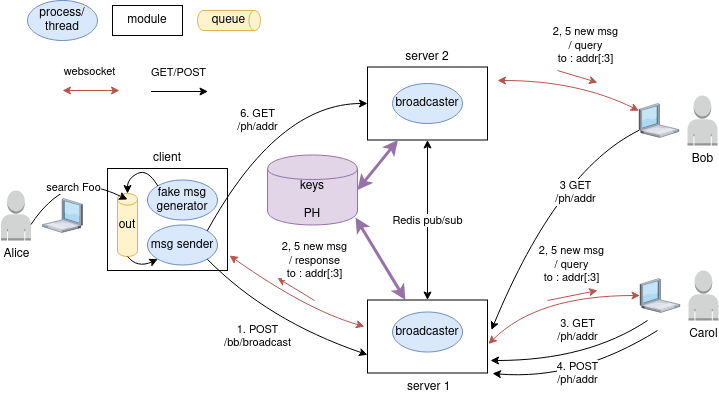 process/
thread
module
queue
websocket
GET/POST
server 2
2, 5 new msg
/ query
to : addr[:3]
broadcaster
6. GET
/ph/addr
Bob
client
search Foo
fake msg
generator
keys
PH
out
msg sender
3 GET
/ph/addr
Redis pub/sub
Alice
2, 5 new msg
/ response
to : addr[:3]
2, 5 new msg
/ query
to : addr[:3]
1. POST
/bb/broadcast
broadcaster
3. GET
/ph/addr
Carol
4. POST
/ph/addr
server 1